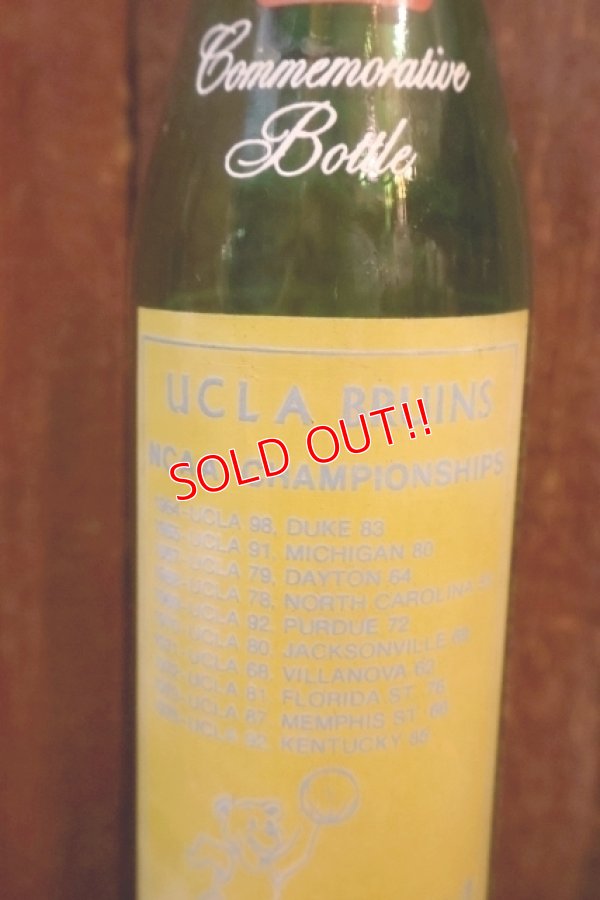 Commemorative
Bottle
UCLA BRUINS
NCAA CHAMPIONSHIPS
SOLD OUT!!
1964-UCLA 98, DUKE 83
1965-UCLA 91, MICHIGAN 80
1967-UCLA 79, DAYTON 64
1968-UCLA 78, NORTH CAROLINA
1969-UCLA 92, PURDUE 72
1970-UCLA 80, JACKSONVILLE 69
1971-UCLA 68, VILLANOVA 62
1972-UCLA 81, FLORIDA ST. 76
1973-UCLA 87, MEMPHIS ST. 66
1975-UCLA 92, KENTUCKY 85